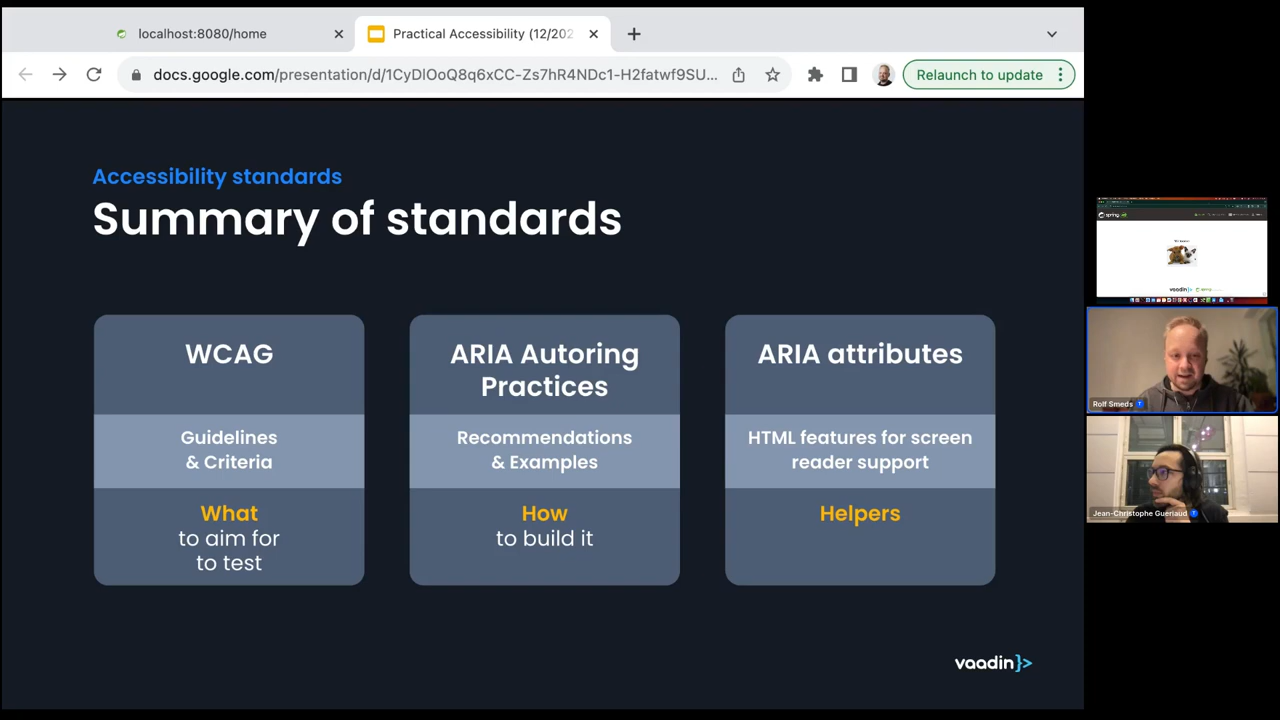 localhost:8080/home
Practical Accessibility (12/202
docs.google.com/presentation/d/1CyDlOoQ8q6xCC-Zs7hR4NDc1-H2fatwf9SU...
Relaunch to update
Accessibility standards
Summary of standards
WCAG
Guidelines
& Criteria
What
to aim for
to test
ARIA Autoring
Practices
Recommendations
& Examples
How
to build it
ARIA attributes
HTML features for screen
reader support
Helpers
vaadin}>
spring
vaadin}>
Rolf Smeds
Jean-Christophe Gueriaud